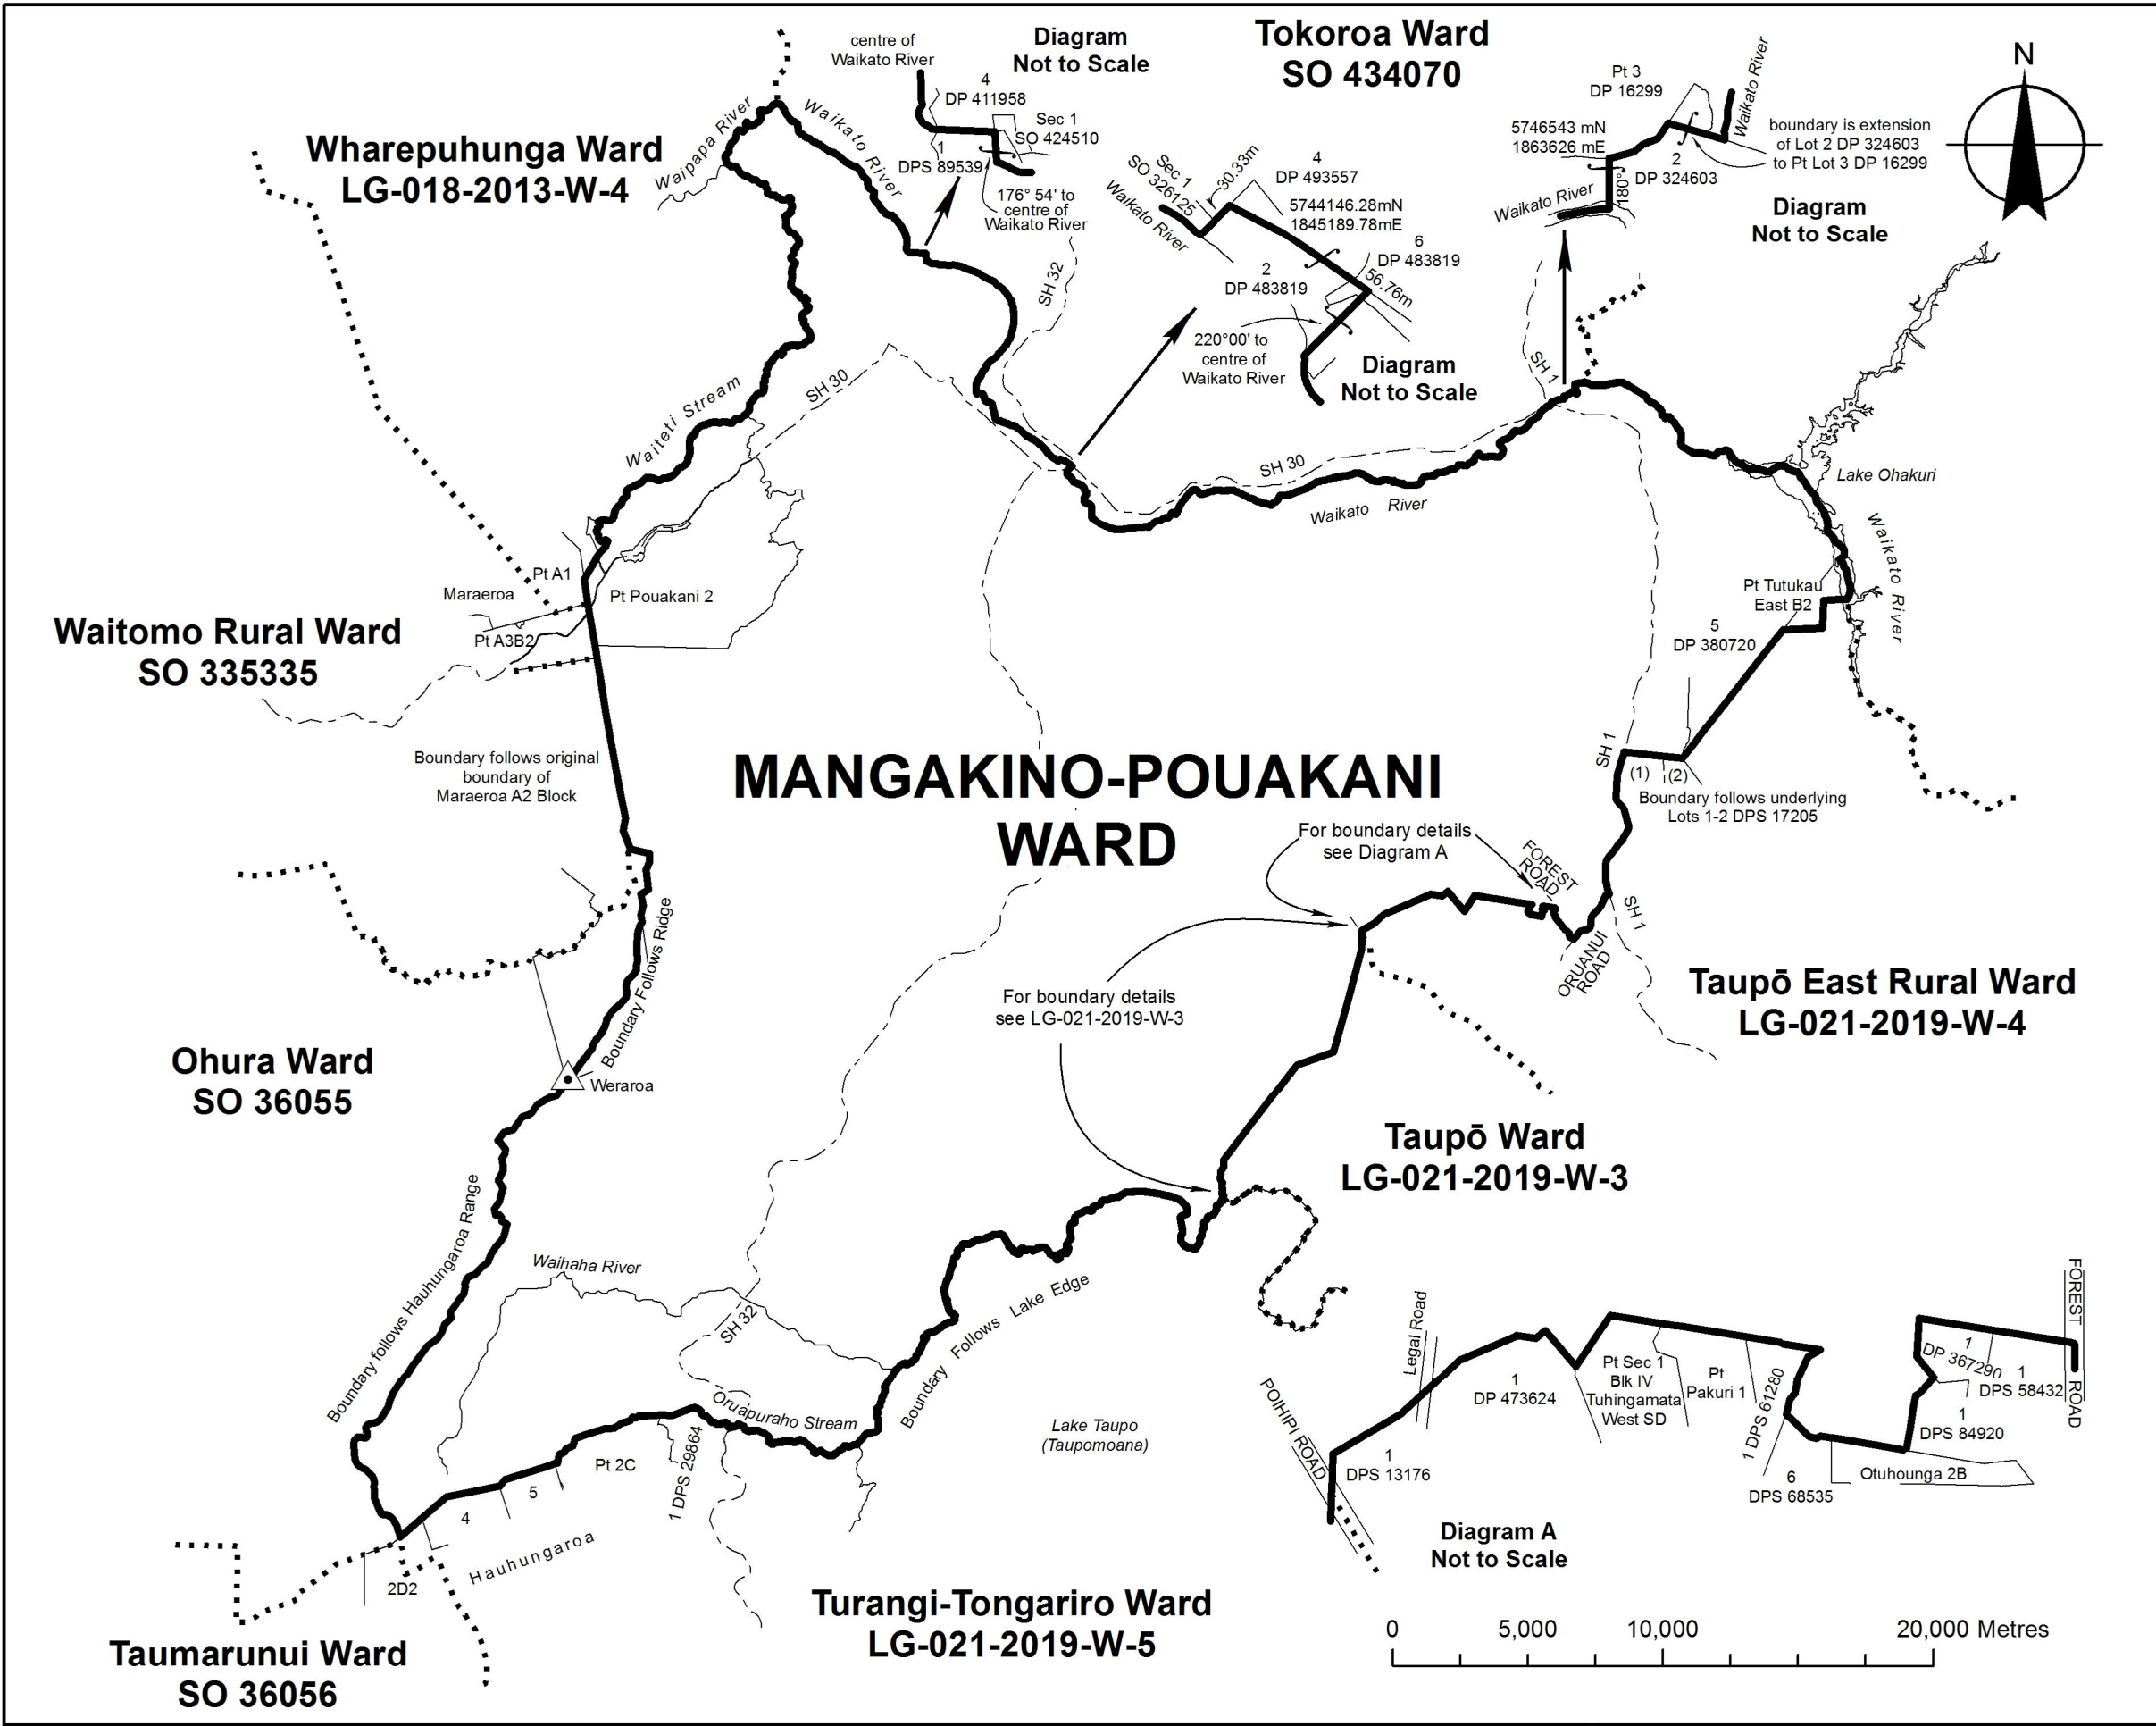 Tokoroa Ward
SO 434070
Diagram
Not to Scale
centre of
Waikato River
4
DP 411958
Sec 1
SO 424510
1
DPS 89539
176° 54' to
centre of
Waikato River
Wharepuhunga Ward
LG-018-2013-W-4
Waipapa River
Waikato River
Sec 1
SO 326125
Waikato River
30.33m
4
DP 493557
5744146.28mN
1845189.78mE
6
DP 483819
2
DP 483819
56.76m
220°00' to
centre of
Waikato River
Diagram
Not to Scale
Pt 3
DP 16299
Waikato River
5746543 mN
1863626 mE
boundary is extension
of Lot 2 DP 324603
to Pt Lot 3 DP 16299
2
DP 324603
180°
Waikato River
Diagram
Not to Scale
N
SH 32
SH 1
SH 30
SH 30
Waikato River
Lake Ohakuri
Waikato River
Waiteti Stream
Pt A1
Maraeroa
Pt A3B2
Pt Pouakani 2
Waitomo Rural Ward
SO 335335
Pt Tutukau
East B2
5
DP 380720
SH 1
(1)
(2)
Boundary follows underlying
Lots 1-2 DPS 17205
Boundary follows original
boundary of
Maraeroa A2 Block
MANGAKINO-POUAKANI
WARD
For boundary details
see Diagram A
FOREST
ROAD
SH 1
ORUANUI
ROAD
Taupō East Rural Ward
LG-021-2019-W-4
For boundary details
see LG-021-2019-W-3
Boundary Follows Ridge
Ohura Ward
SO 36055
Weraroa
Taupō Ward
LG-021-2019-W-3
Boundary follows Hauhungaroa Range
Waihaha River
SH 32
Boundary Follows Lake Edge
Oruapuraho Stream
Lake Taupo
(Taupomoana)
Pt 2C
1 DPS 29864
5
4
Hauhungaroa
2D2
Turangi-Tongariro Ward
LG-021-2019-W-5
Taumarunui Ward
SO 36056
Legal Road
POIHIPI ROAD
1
DPS 13176
1
DP 473624
Pt Sec 1
Blk IV
Tuhingamata
West SD
Pt
Pakuri 1
1 DPS 61280
6
DPS 68535
Otuhounga 2B
1
DP 367290
1
DPS 58432
1
DPS 84920
FOREST
ROAD
Diagram A
Not to Scale
0 5,000 10,000 20,000 Metres